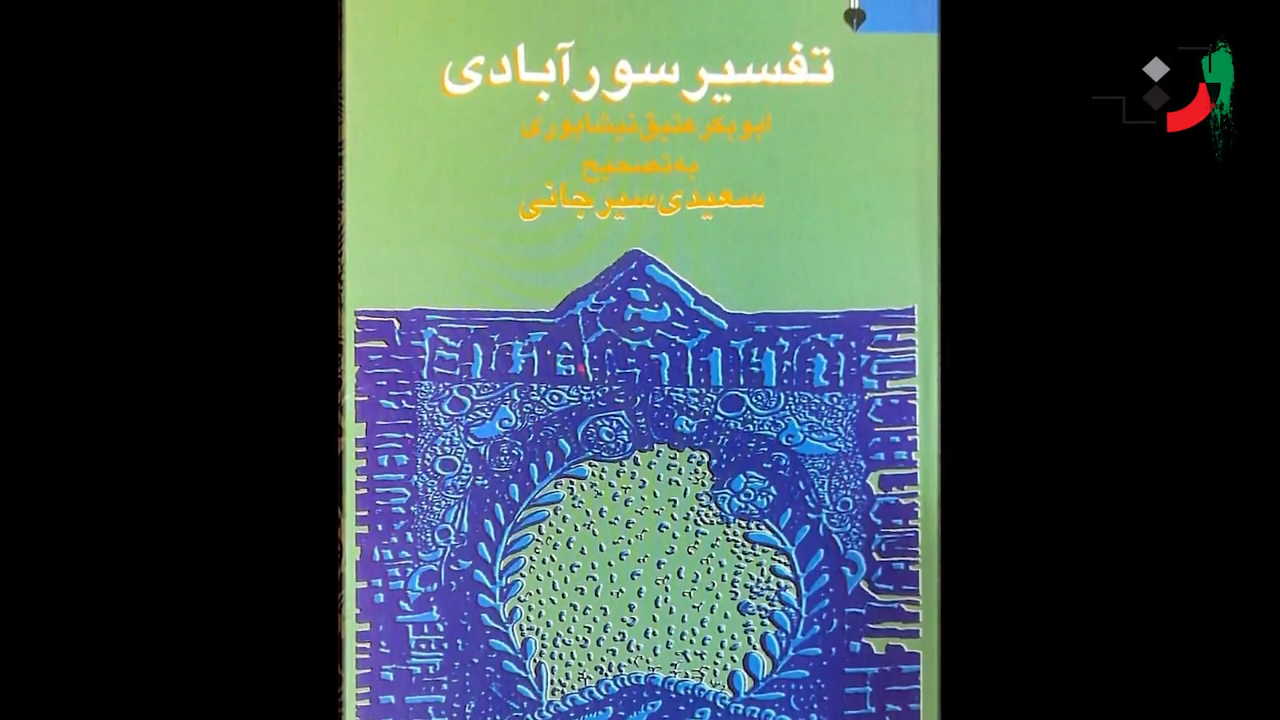 تفسیر سورآبادی
ابوبکر عتیق نیشابوری
به تصحیح
سعیدی سیرجانی